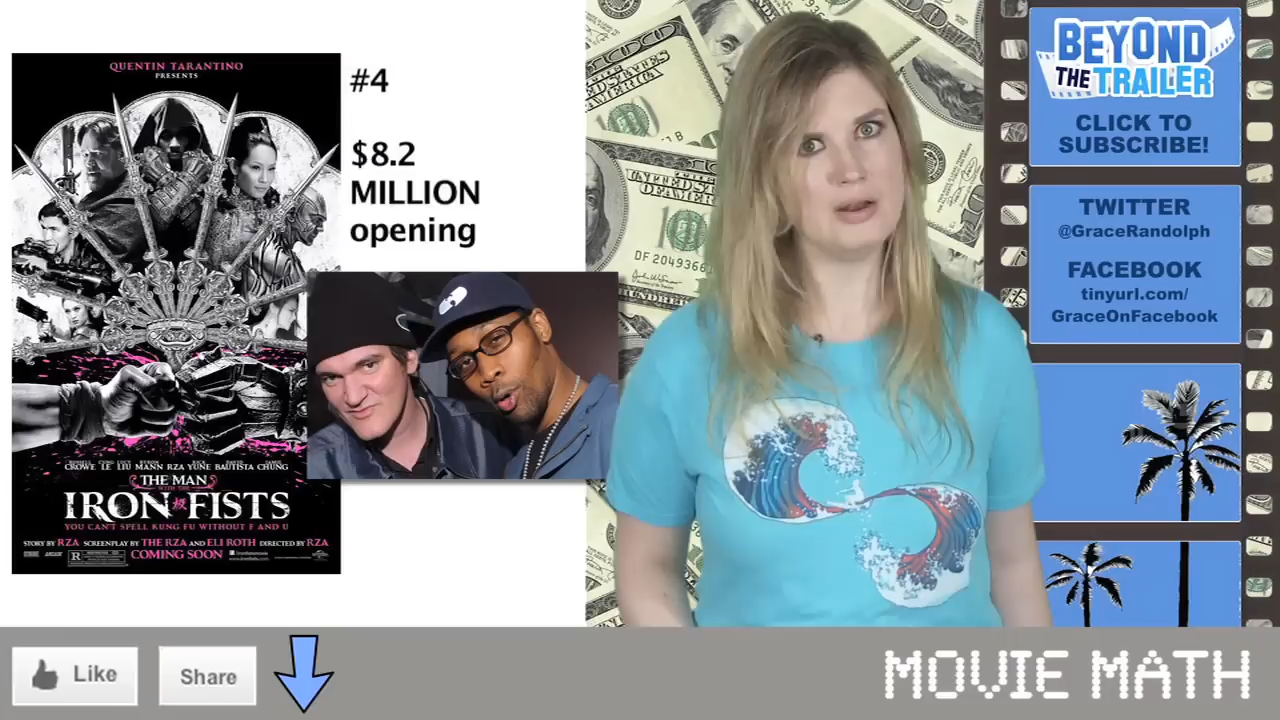 QUENTIN TARANTINO
PRESENTS
CROWE LE LIU MANN RZA YUNE BAUTISTA CHUNG
THE MAN
WITH THE
IRON FISTS
YOU CAN'T SPELL KUNG FU WITHOUT F AND U
STORY BY RZA SCREENPLAY BY THE RZA AND ELI ROTH DIRECTED BY RZA
R
COMING SOON
#4
$8.2
MILLION
opening
BEYOND
THE TRAILER
CLICK TO
SUBSCRIBE!
TWITTER
@GraceRandolph
FACEBOOK
tinyurl.com/
GraceOnFacebook
Like
Share
MOVIE MATH